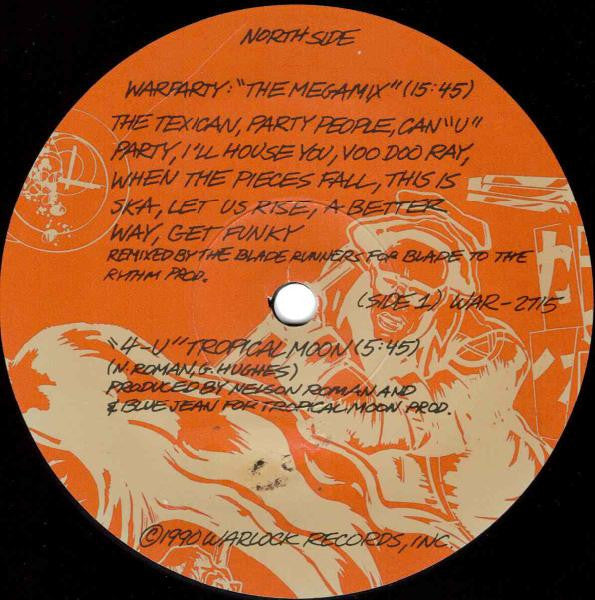 NORTH SIDE
WARPARTY: "THE MEGAMIX" (15:45)
THE TEXICAN, PARTY PEOPLE, CAN "U"
PARTY, I'LL HOUSE YOU, VOO DOO RAY,
WHEN THE PIECES FALL, THIS IS
SKA, LET US RISE, A BETTER
WAY, GET FUNKY
REMIXED BY THE BLADE RUNNERS FOR BLADE TO THE
RYTHM PROD.
(SIDE 1) WAR-2715
"4-U" TROPICAL MOON (5:45)
(N. ROMAN, G. HUGHES)
PRODUCED BY NELSON ROMAN AND
& BLUE JEAN FOR TROPICAL MOON PROD.
©1990 WARLOCK RECORDS, INC.